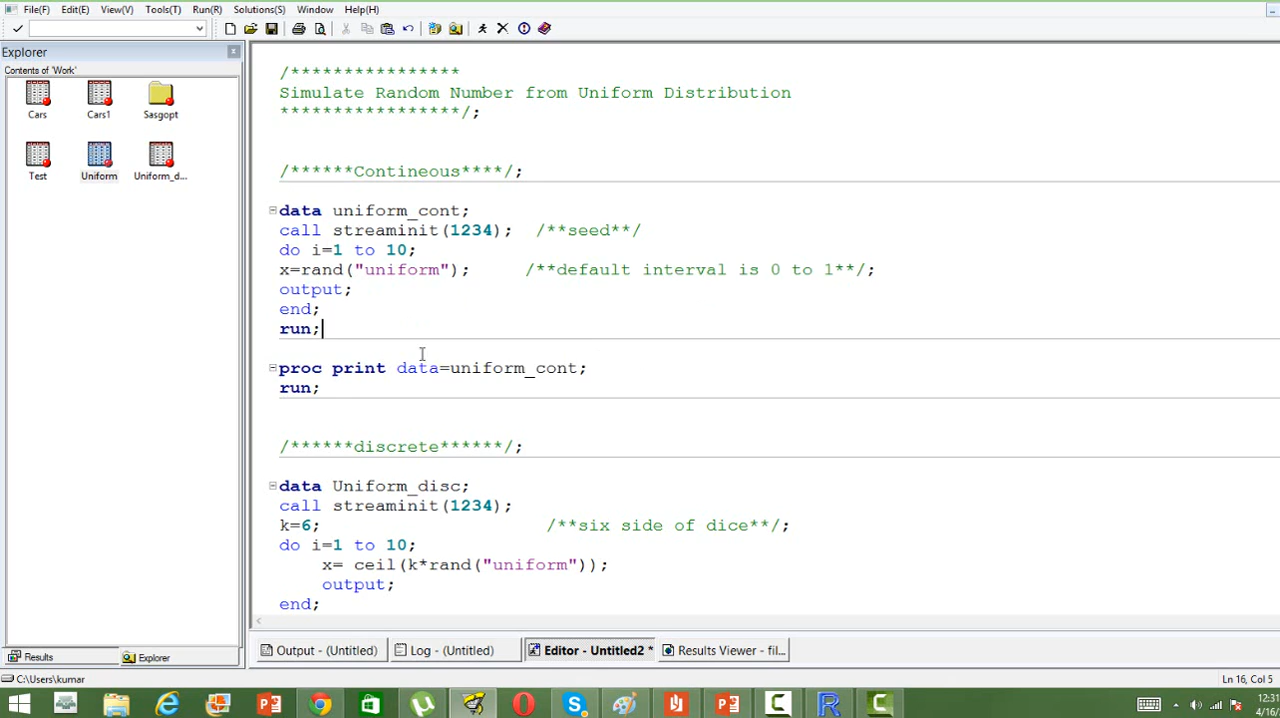 File(F) Edit(E) View(V) Tools(T) Run(R) Solutions(S) Window Help(H)
Explorer
Contents of 'Work'
Cars Cars1 Sasgopt
Test Uniform Uniform_d...
/****************
Simulate Random Number from Uniform Distribution
*****************/;
/******Contineous****/;
data uniform_cont;
call streaminit(1234); /**seed**/
do i=1 to 10;
x=rand("uniform"); /**default interval is 0 to 1**/;
output;
end;
run;
proc print data=uniform_cont;
run;
/******discrete******/;
data Uniform_disc;
call streaminit(1234);
k=6; /**six side of dice**/;
do i=1 to 10;
x= ceil(k*rand("uniform"));
output;
end;
Results Explorer
Output - (Untitled) Log - (Untitled) Editor - Untitled2 * Results Viewer - fil...
C:\Users\kumar Ln 16, Col 5
12:31
4/16/